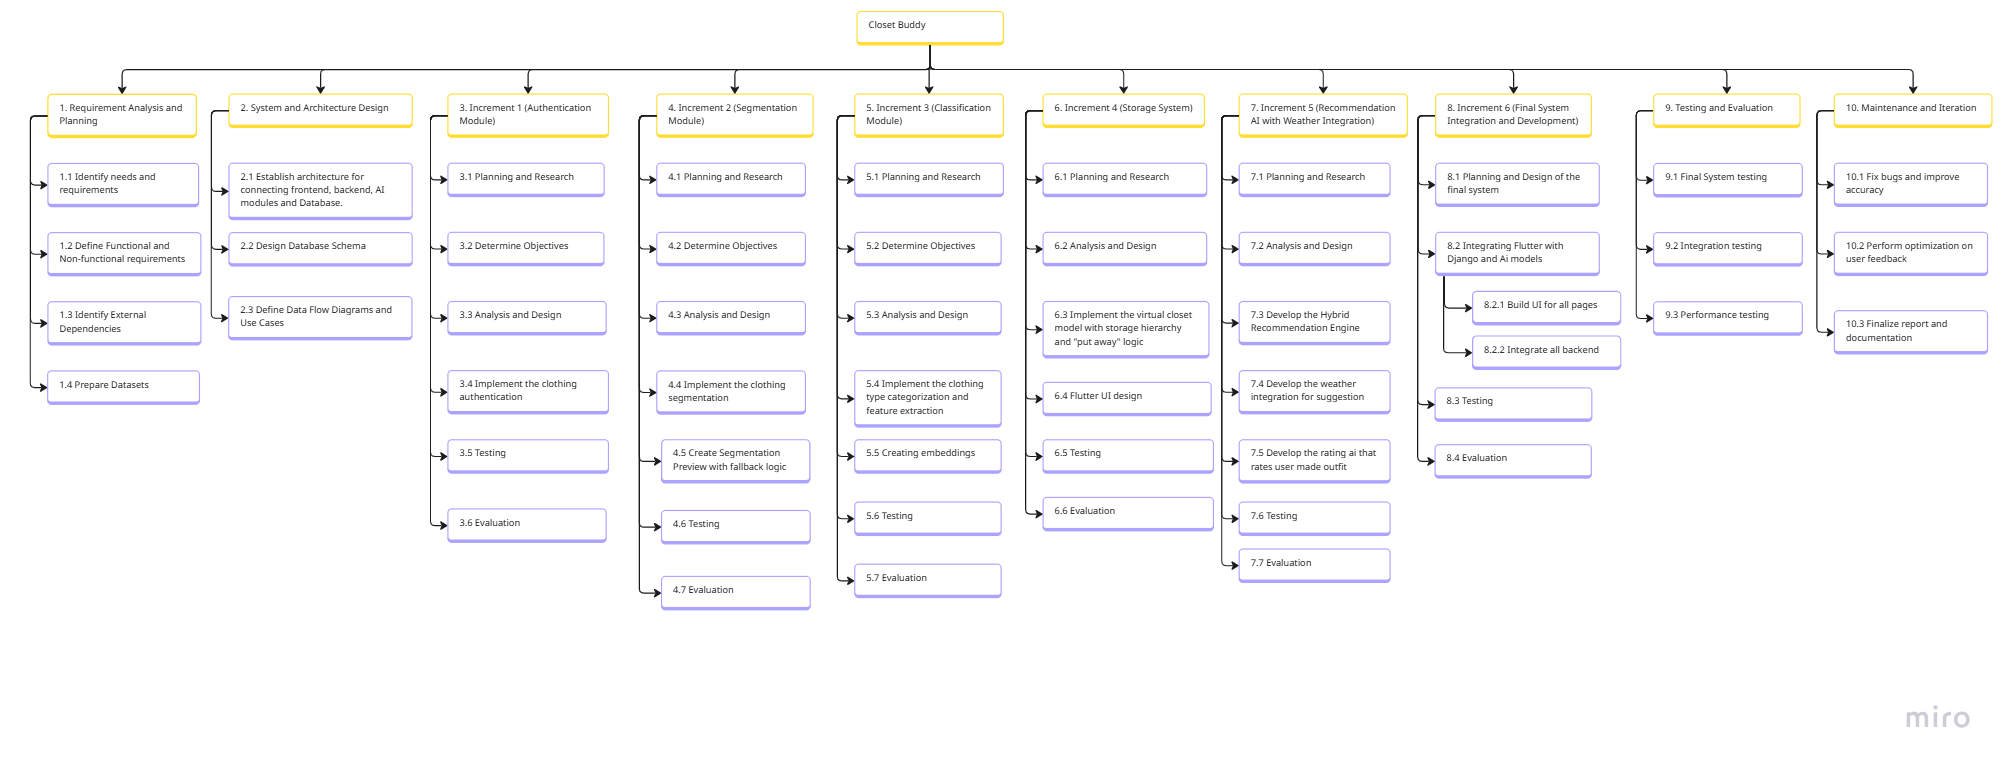 Closet Buddy
1. Requirement Analysis and
Planning
1.1 Identify needs and
requirements
1.2 Define Functional and
Non-functional requirements
1.3 Identify External
Dependencies
1.4 Prepare Datasets
2. System and Architecture Design
2.1 Establish architecture for
connecting frontend, backend, AI
modules and Database.
2.2 Design Database Schema
2.3 Define Data Flow Diagrams and
Use Cases
3. Increment 1 (Authentication
Module)
3.1 Planning and Research
3.2 Determine Objectives
3.3 Analysis and Design
3.4 Implement the clothing
authentication
3.5 Testing
3.6 Evaluation
4. Increment 2 (Segmentation
Module)
4.1 Planning and Research
4.2 Determine Objectives
4.3 Analysis and Design
4.4 Implement the clothing
segmentation
4.5 Create Segmentation
Preview with fallback logic
4.6 Testing
4.7 Evaluation
5. Increment 3 (Classification
Module)
5.1 Planning and Research
5.2 Determine Objectives
5.3 Analysis and Design
5.4 Implement the clothing
type categorization and
feature extraction
5.5 Creating embeddings
5.6 Testing
5.7 Evaluation
6. Increment 4 (Storage System)
6.1 Planning and Research
6.2 Analysis and Design
6.3 Implement the virtual closet
model with storage hierarchy
and "put away" logic
6.4 Flutter UI design
6.5 Testing
6.6 Evaluation
7. Increment 5 (Recommendation
AI with Weather Integration)
7.1 Planning and Research
7.2 Analysis and Design
7.3 Develop the Hybrid
Recommendation Engine
7.4 Develop the weather
integration for suggestion
7.5 Develop the rating ai that
rates user made outfit
7.6 Testing
7.7 Evaluation
8. Increment 6 (Final System
Integration and Development)
8.1 Planning and Design of the
final system
8.2 Integrating Flutter with
Django and Ai models
8.2.1 Build UI for all pages
8.2.2 Integrate all backend
8.3 Testing
8.4 Evaluation
9. Testing and Evaluation
9.1 Final System testing
9.2 Integration testing
9.3 Performance testing
10. Maintenance and Iteration
10.1 Fix bugs and improve
accuracy
10.2 Perform optimization on
user feedback
10.3 Finalize report and
documentation
miro